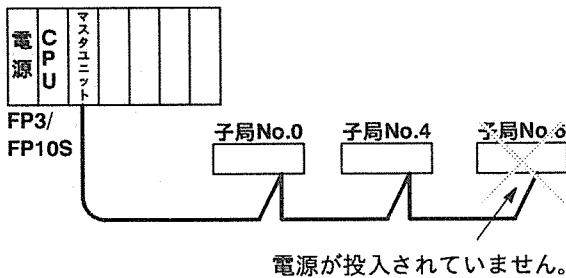 電源
CPU
マスタユニット
FP3/
FP10S
子局No.0
子局No.4
子局No.
電源が投入されていません。